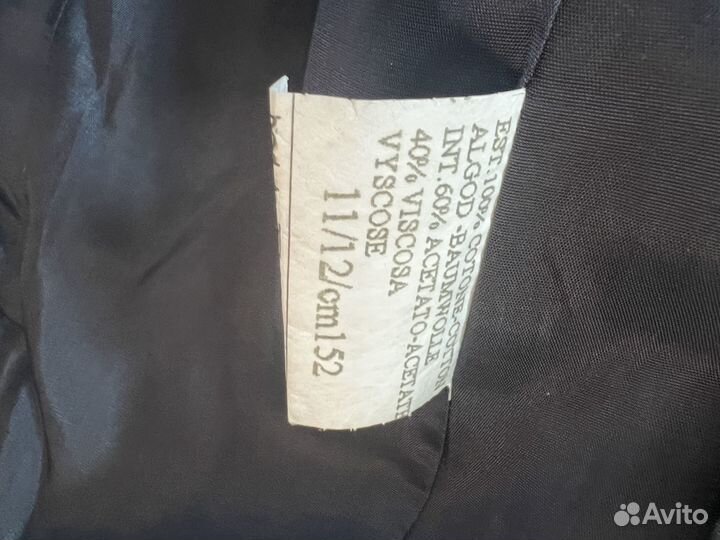 EST.100% COTONE-COTTON
ALGOD-BAUMWOLLE
INT.60% ACETATO-ACETATE
40% VISCOSA
VYSCOSE
11/12/cm152
Avito